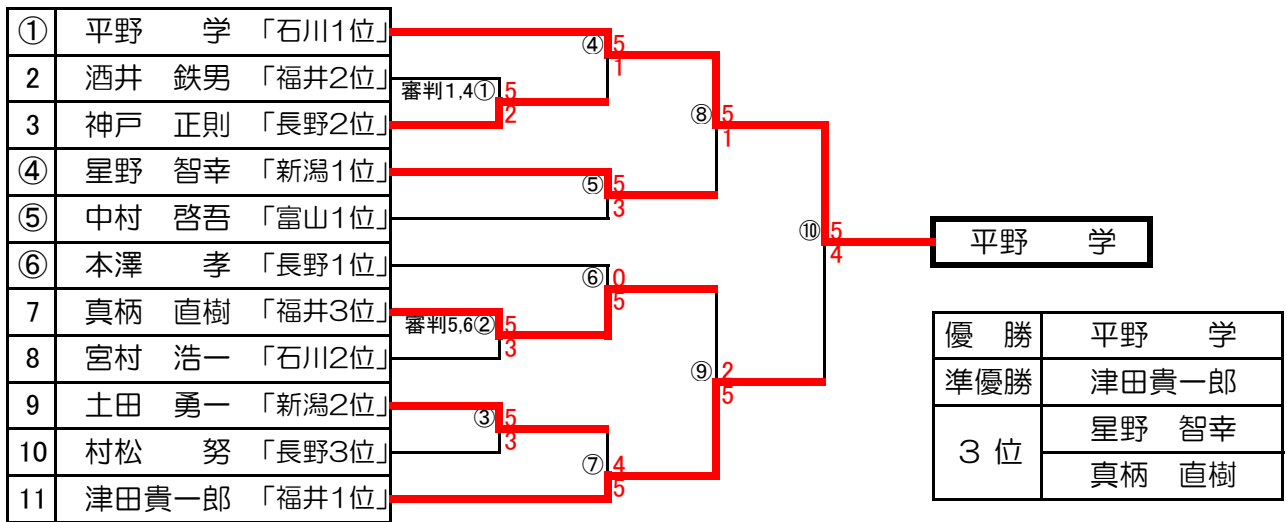 ① 平野 学 「石川1位」
2 酒井 鉄男 「福井2位」
3 神戸 正則 「長野2位」
④ 星野 智幸 「新潟1位」
⑤ 中村 啓吾 「富山1位」
⑥ 本澤 孝 「長野1位」
7 真柄 直樹 「福井3位」
8 宮村 浩一 「石川2位」
9 土田 勇一 「新潟2位」
10 村松 努 「長野3位」
11 津田貴一郎 「福井1位」
審判1,4① 5
2
審判5,6② 5
3
③ 5
3
④ 5
1
⑤ 5
3
⑥ 0
5
⑦ 4
5
⑧ 5
1
⑨ 2
5
⑩ 5
4
平野 学
優 勝 平野 学
準優勝 津田貴一郎
3 位 星野 智幸
真柄 直樹